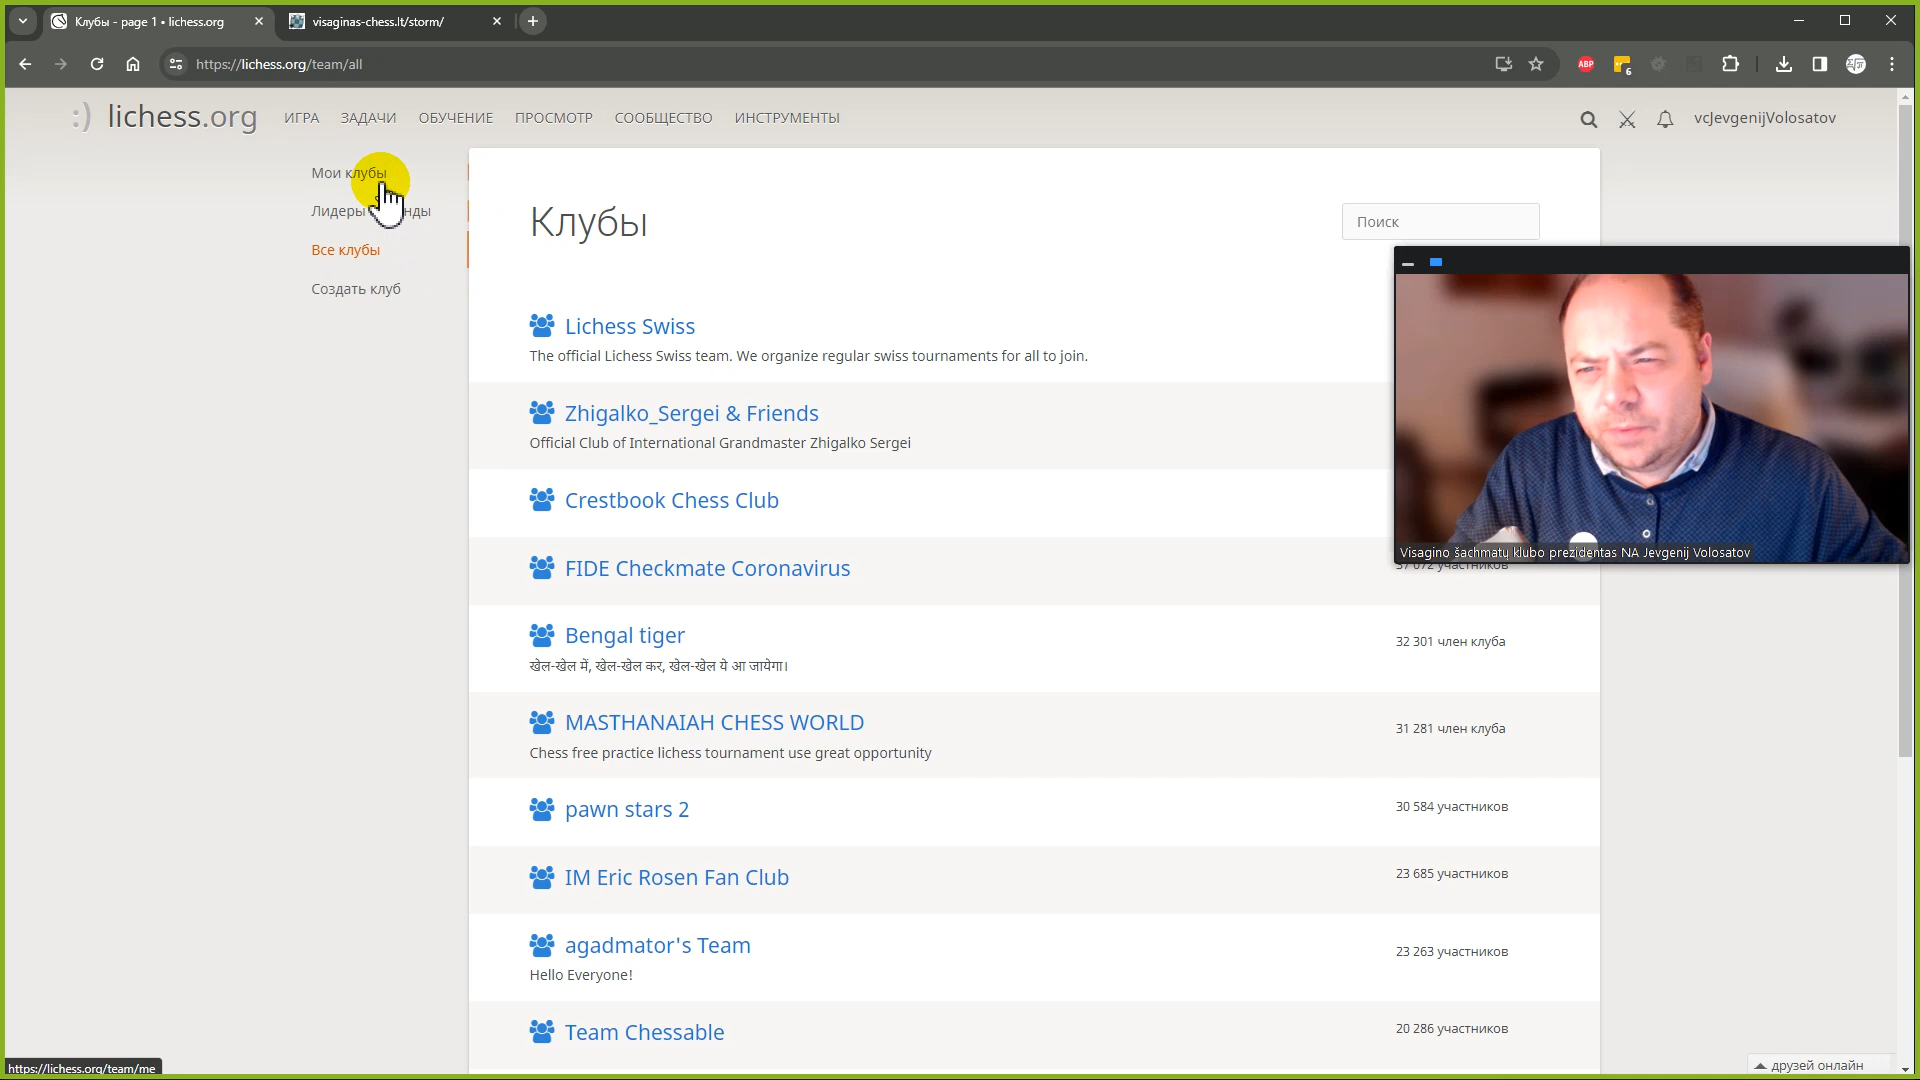 Клубы - page 1 • lichess.org
visaginas-chess.lt/storm/
https://lichess.org/team/all
ABP
6
:) lichess.org
ИГРА
ЗАДАЧИ
ОБУЧЕНИЕ
ПРОСМОТР
СООБЩЕСТВО
ИНСТРУМЕНТЫ
vcJevgenijVolosatov
Мои клубы
Лидеры
нды
Все клубы
Создать клуб
Клубы
Поиск
Lichess Swiss
The official Lichess Swiss team. We organize regular swiss tournaments for all to join.
Zhigalko_Sergei & Friends
Official Club of International Grandmaster Zhigalko Sergei
Crestbook Chess Club
Visagino šachmatų klubo prezidentas NA Jevgenij Volosatov
FIDE Checkmate Coronavirus
37 072 участников
Bengal tiger
32 301 член клуба
खेल-खेल में, खेल-खेल कर, खेल-खेल ये आ जायेगा।
MASTHANAIAH CHESS WORLD
31 281 член клуба
Chess free practice lichess tournament use great opportunity
pawn stars 2
30 584 участников
IM Eric Rosen Fan Club
23 685 участников
agadmator's Team
23 263 участников
Hello Everyone!
Team Chessable
20 286 участников
https://lichess.org/team/me
друзей онлайн